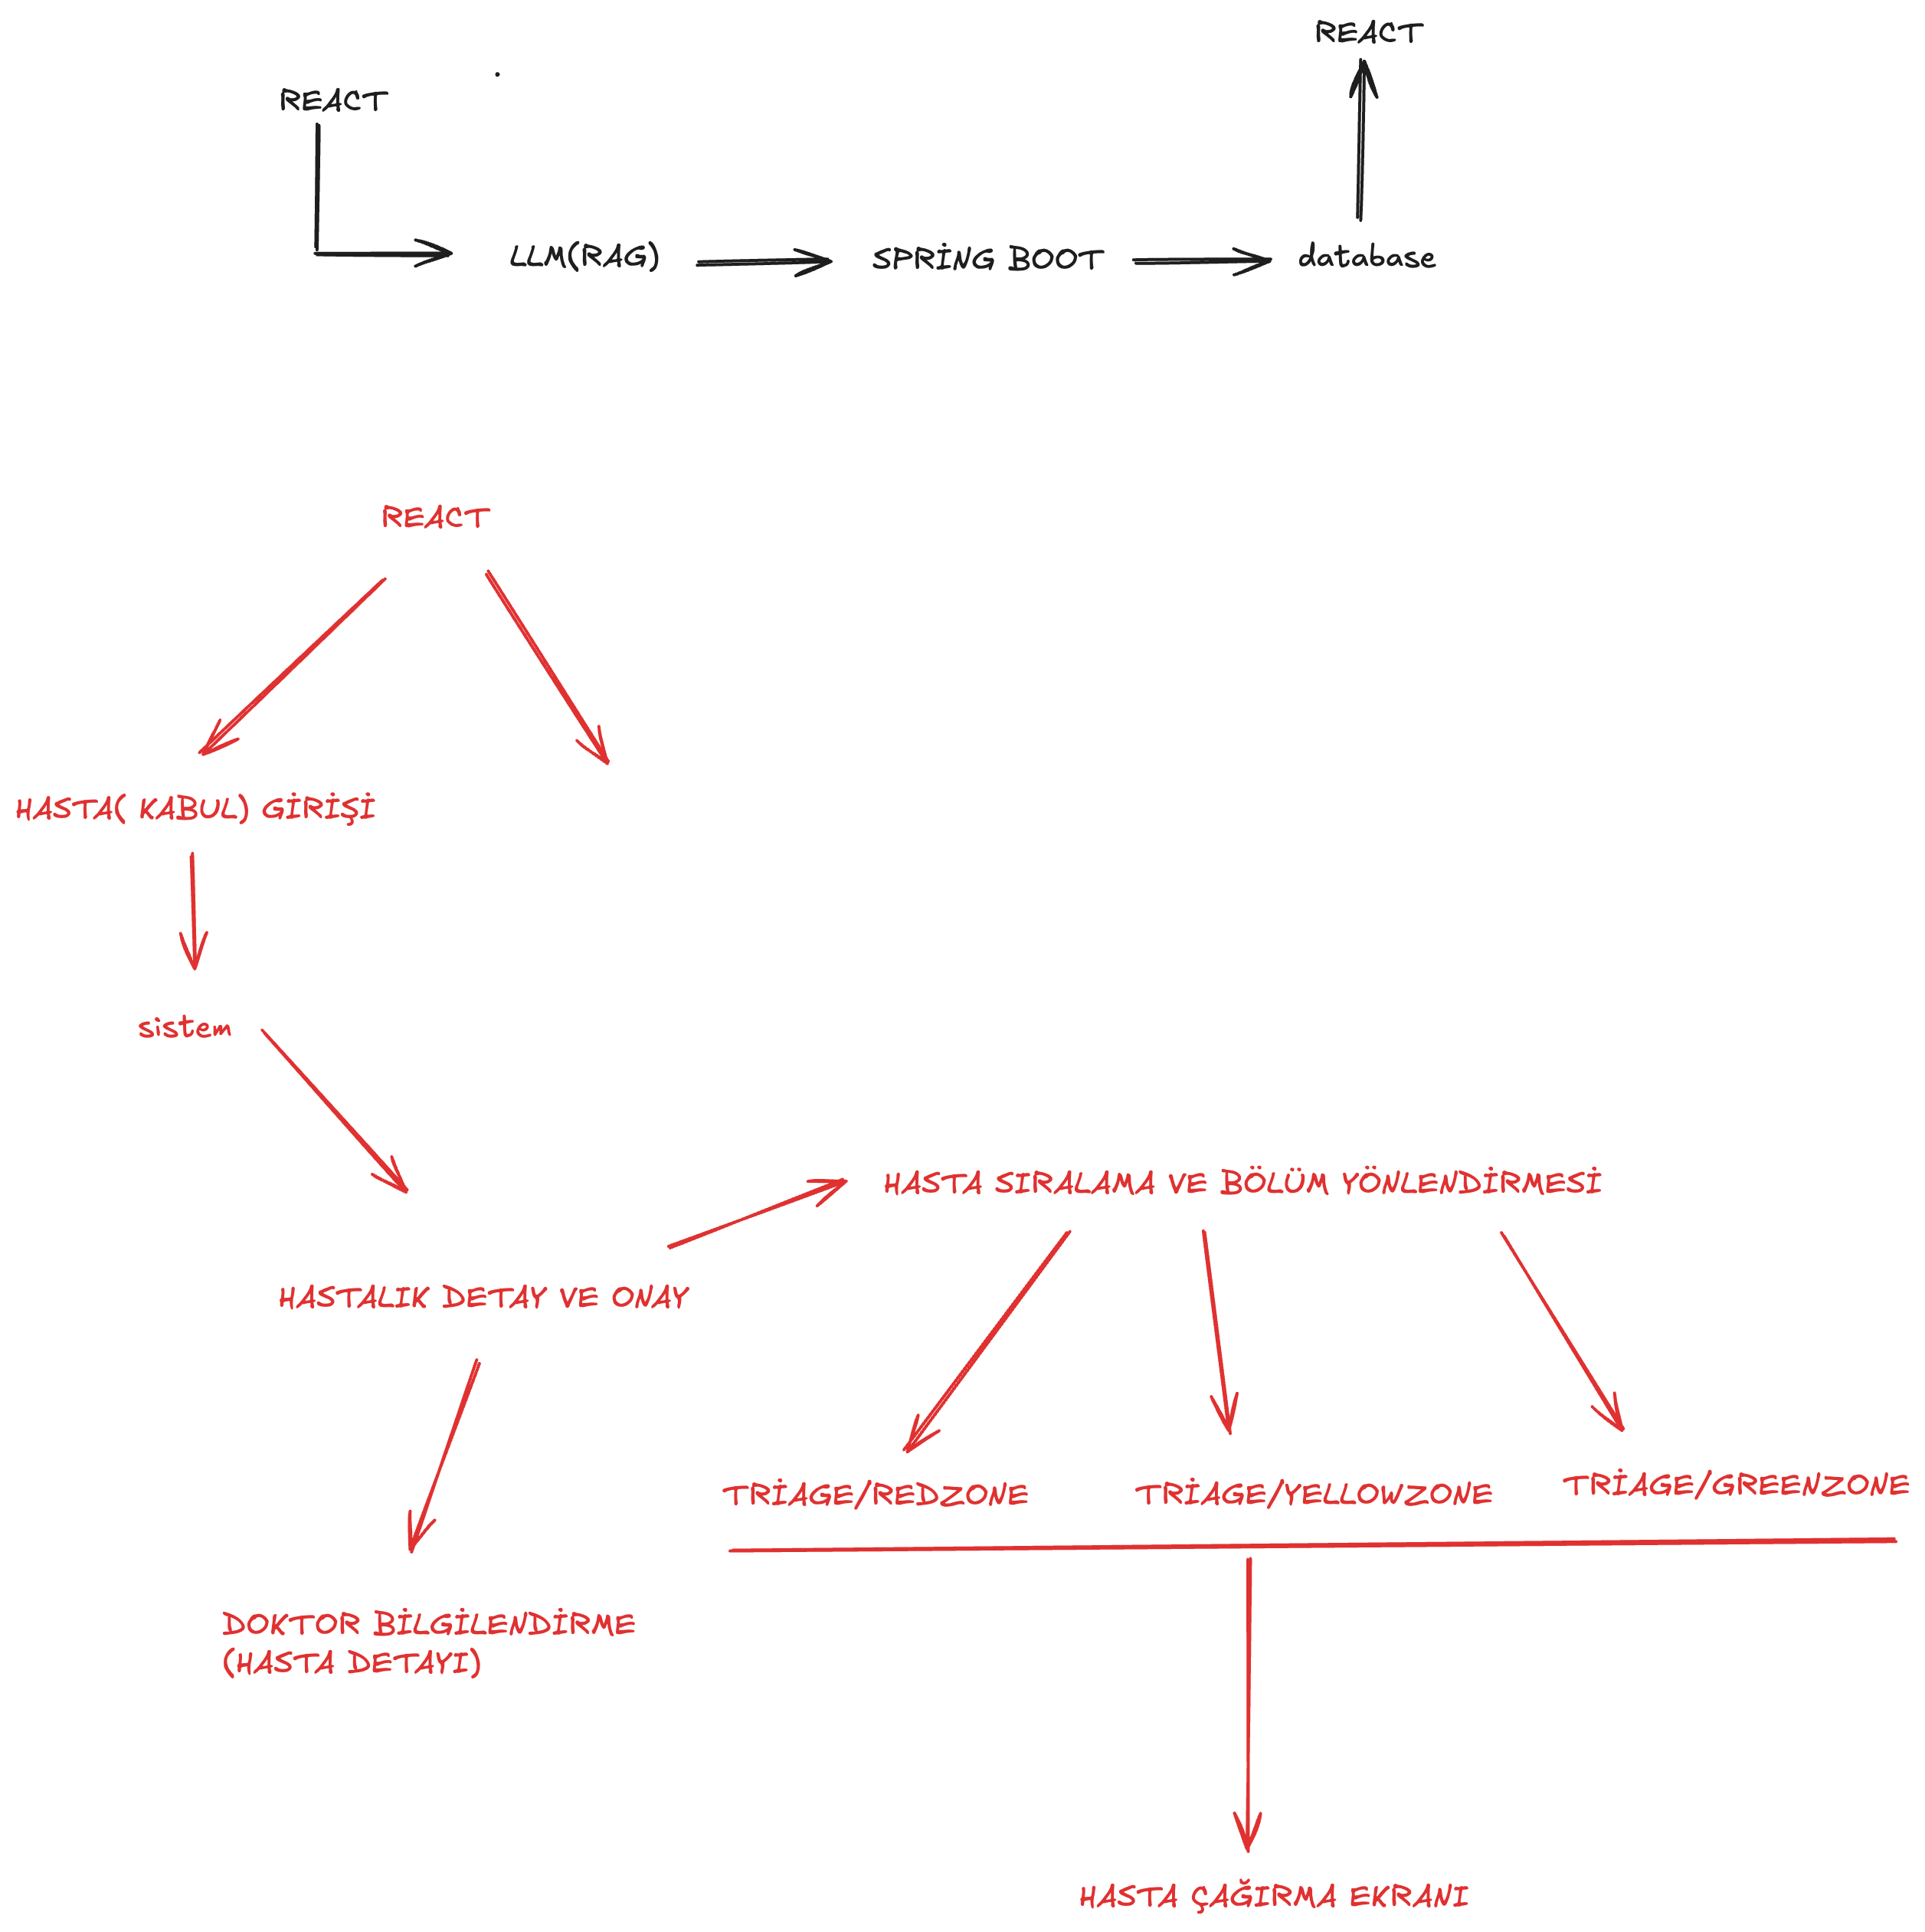 REACT
REACT
LLM(RAG)
SPRİNG BOOT
database
REACT
HASTA( KABUL) GİRİŞİ
sistem
HASTA SIRALAMA VE BÖLÜM YÖNLENDİRMESİ
HASTALIK DETAY VE ONAY
TRİAGE/REDZONE
TRİAGE/YELLOWZONE
TRİAGE/GREENZONE
DOKTOR BİLGİLENDİRME
(HASTA DETAYI)
HASTA ÇAĞIRMA EKRANI